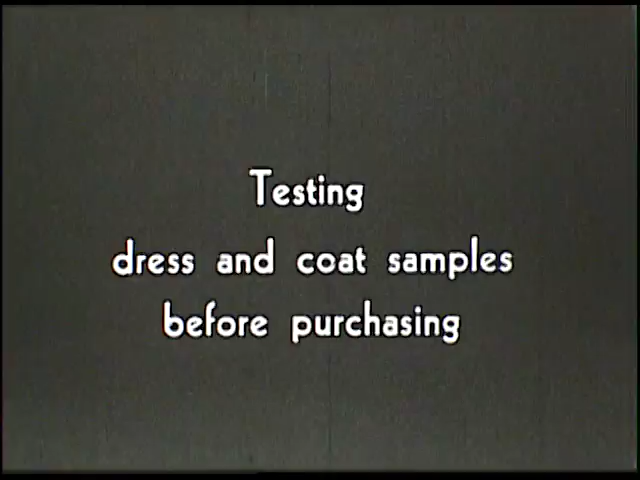 Testing
dress and coat samples
before purchasing